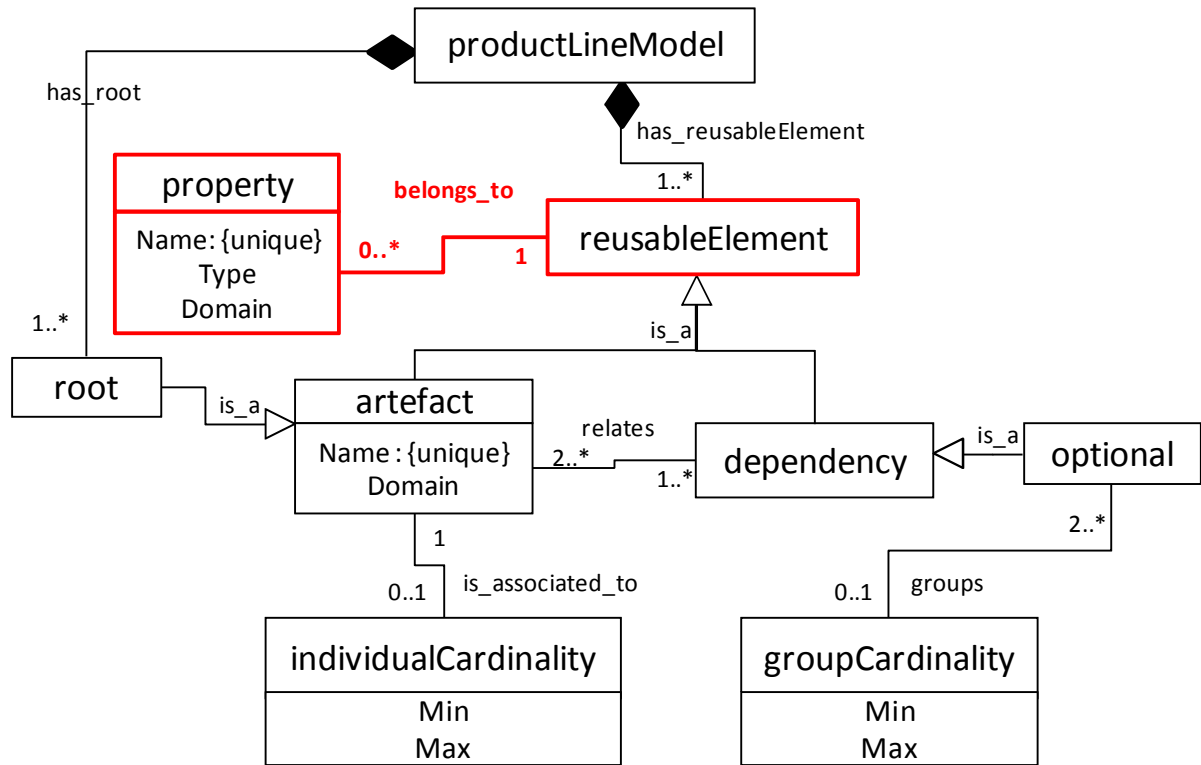 productLineModel
has_root
has_reusableElement
1..*
property
Name: {unique}
Type
Domain
belongs_to
0..*
1
reusableElement
1..*
is_a
root
is_a
artefact
Name : {unique}
Domain
relates
2..*
1..*
dependency
is_a
optional
1
0..1
is_associated_to
2..*
0..1
groups
individualCardinality
Min
Max
groupCardinality
Min
Max